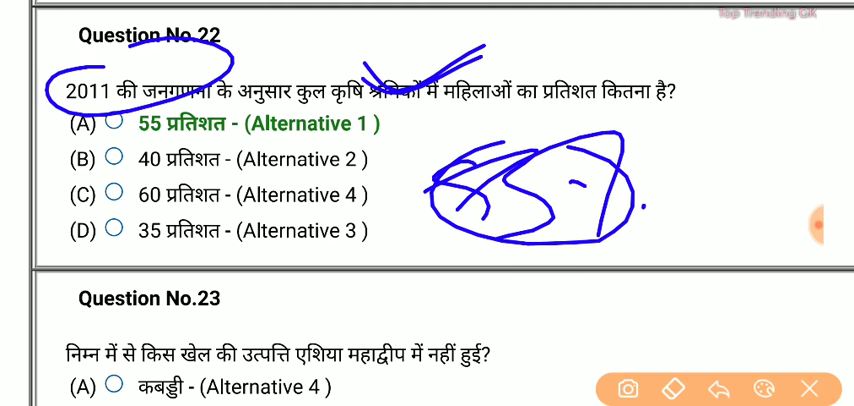 Top Trending GK
Question No.22
2011 की जनगणना के अनुसार कुल कृषि श्रमिकों में महिलाओं का प्रतिशत कितना है?
(A) 55 प्रतिशत - (Alternative 1 )
(B) 40 प्रतिशत - (Alternative 2 )
(C) 60 प्रतिशत - (Alternative 4 )
(D) 35 प्रतिशत - (Alternative 3 )
Question No.23
निम्न में से किस खेल की उत्पत्ति एशिया महाद्वीप में नहीं हुई?
(A) कबड्डी - (Alternative 4 )